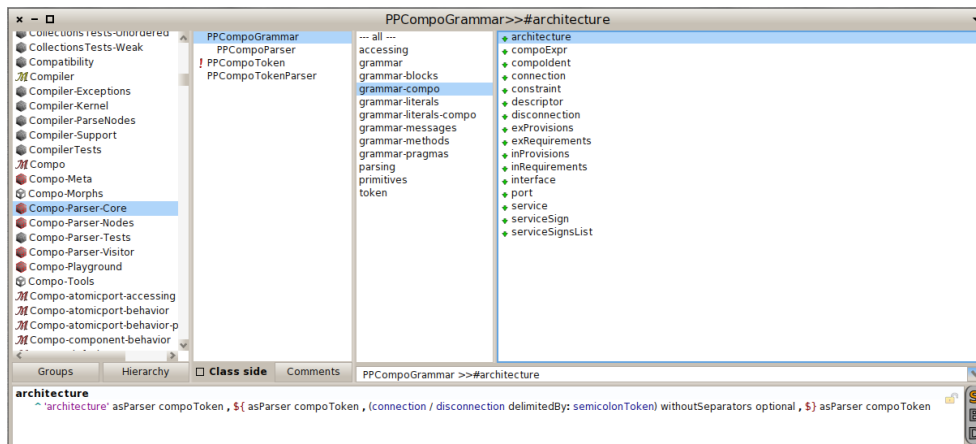 PPCompoGrammar>>#architecture
CollectionsTests-Unordered
CollectionsTests-Weak
Compatibility
Compiler
Compiler-Exceptions
Compiler-Kernel
Compiler-ParseNodes
Compiler-Support
CompilerTests
Compo
Compo-Meta
Compo-Morphs
Compo-Parser-Core
Compo-Parser-Nodes
Compo-Parser-Tests
Compo-Parser-Visitor
Compo-Playground
Compo-Tools
Compo-atomicport-accessing
Compo-atomicport-behavior
Compo-atomicport-behavior-p
Compo-component-behavior
PPCompoGrammar
PPCompoParser
! PPCompoToken
PPCompoTokenParser
--- all ---
accessing
grammar
grammar-blocks
grammar-compo
grammar-literals
grammar-literals-compo
grammar-messages
grammar-methods
grammar-pragmas
parsing
primitives
token
architecture
compoExpr
compoIdent
connection
constraint
descriptor
disconnection
exProvisions
exRequirements
inProvisions
inRequirements
interface
port
service
serviceSign
serviceSignsList
Groups
Hierarchy
Class side
Comments
PPCompoGrammar >>#architecture
architecture
^ 'architecture' asParser compoToken , ${ asParser compoToken , (connection / disconnection delimitedBy: semicolonToken) withoutSeparators optional , $} asParser compoToken